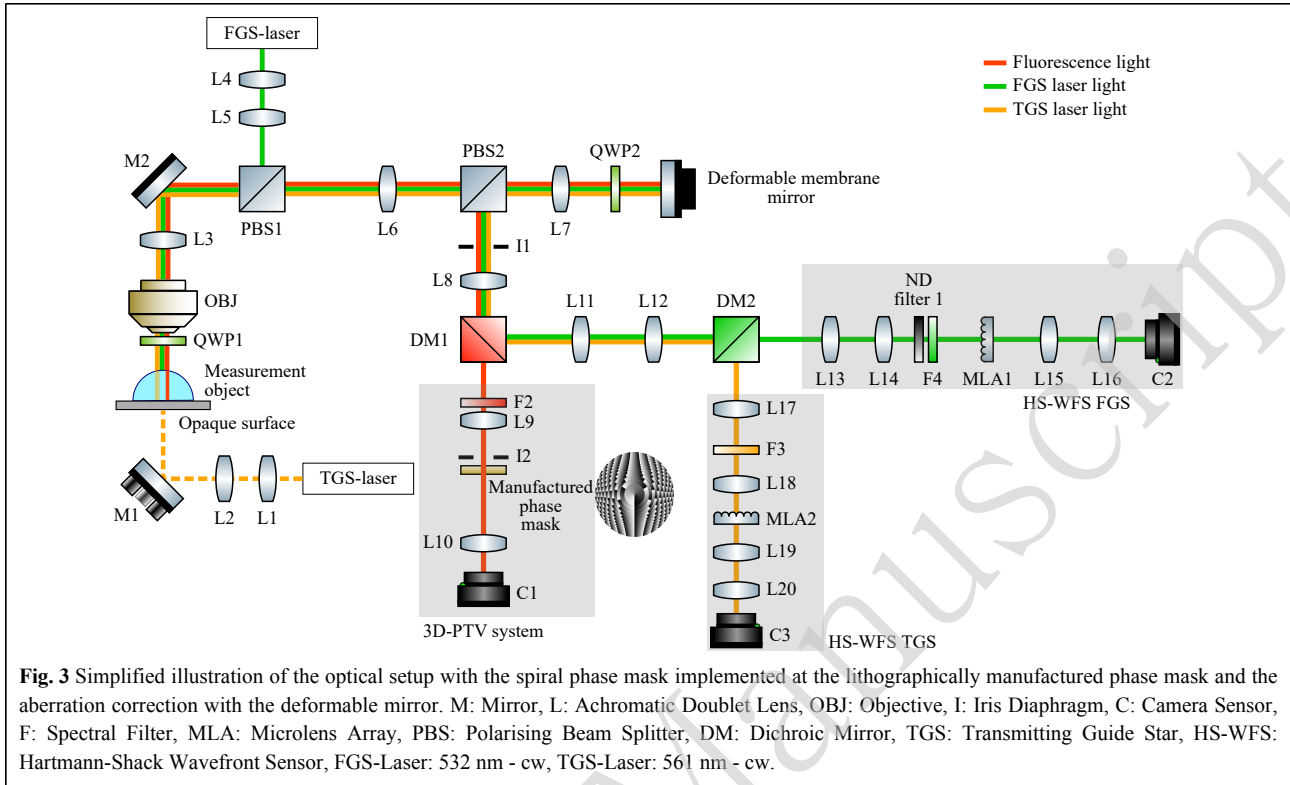 FGS-laser
L4
L5
Fluorescence light
FGS laser light
TGS laser light
M2
PBS2
QWP2
Deformable membrane
mirror
PBS1
L6
L7
L3
I1
L8
OBJ
QWP1
Measurement
object
Opaque surface
DM1
L11
L12
DM2
ND
filter 1
L13
L14
F4
MLA1
L15
L16
C2
HS-WFS FGS
F2
L9
I2
Manufactured
phase
mask
L10
C1
3D-PTV system
M1
L2
L1
TGS-laser
L17
F3
L18
MLA2
L19
L20
C3
HS-WFS TGS
Manuscript
Fig. 3 Simplified illustration of the optical setup with the spiral phase mask implemented at the lithographically manufactured phase mask and the
aberration correction with the deformable mirror. M: Mirror, L: Achromatic Doublet Lens, OBJ: Objective, I: Iris Diaphragm, C: Camera Sensor,
F: Spectral Filter, MLA: Microlens Array, PBS: Polarising Beam Splitter, DM: Dichroic Mirror, TGS: Transmitting Guide Star, HS-WFS:
Hartmann-Shack Wavefront Sensor, FGS-Laser: 532 nm - cw, TGS-Laser: 561 nm - cw.